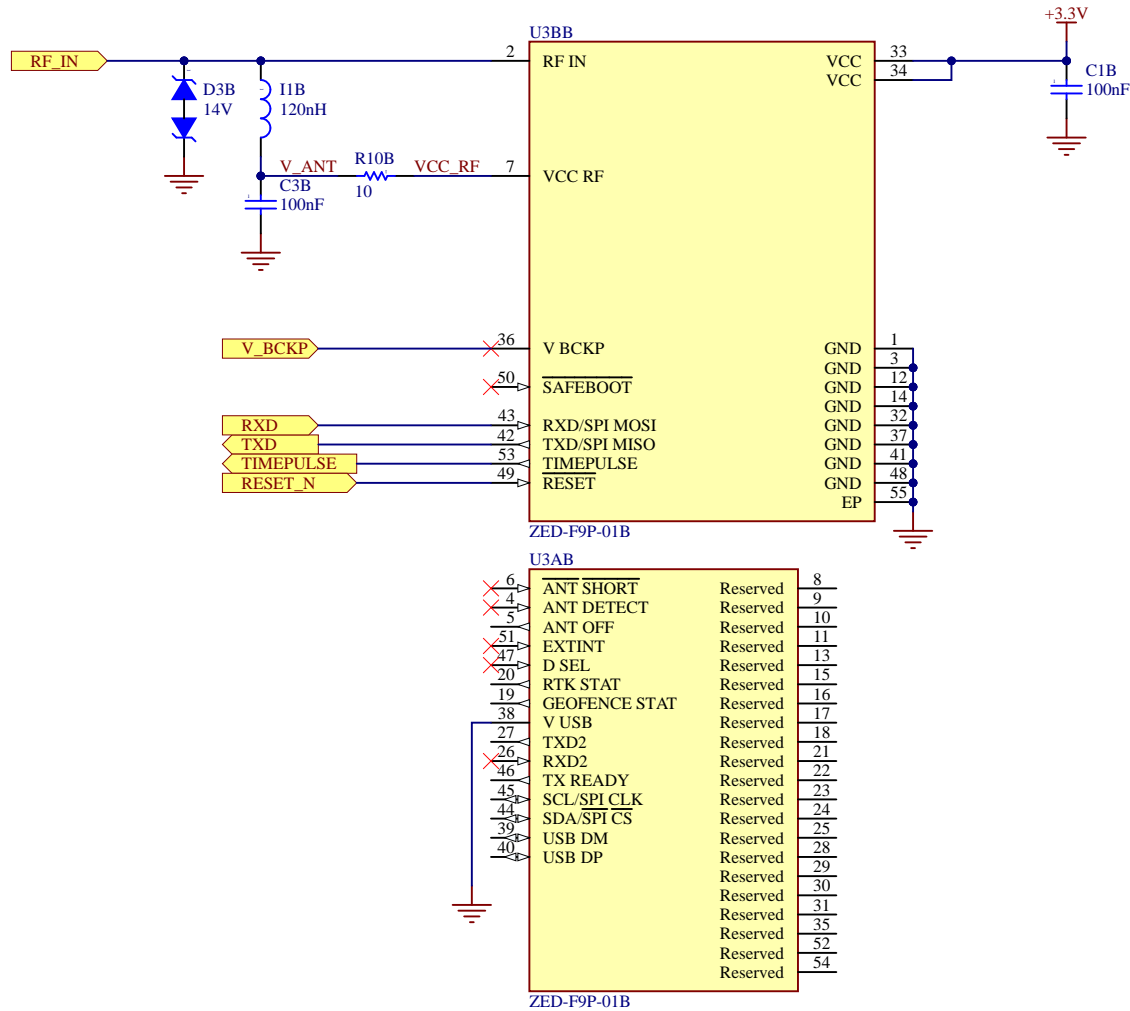 U3BB
+3.3V
RF_IN
2
RF IN
VCC
33
VCC
34
D3B
14V
I1B
120nH
C1B
100nF
V_ANT
R10B
10
VCC_RF
7
VCC RF
C3B
100nF
V_BCKP
36
V BCKP
GND
1
GND
3
50
SAFEBOOT
GND
12
GND
14
RXD
43
RXD/SPI MOSI
GND
32
TXD
42
TXD/SPI MISO
GND
37
TIMEPULSE
53
TIMEPULSE
GND
41
RESET_N
49
RESET
GND
48
EP
55
ZED-F9P-01B
U3AB
6
ANT SHORT
Reserved
8
4
ANT DETECT
Reserved
9
5
ANT OFF
Reserved
10
51
EXTINT
Reserved
11
47
D SEL
Reserved
13
20
RTK STAT
Reserved
15
19
GEOFENCE STAT
Reserved
16
38
V USB
Reserved
17
27
TXD2
Reserved
18
26
RXD2
Reserved
21
46
TX READY
Reserved
22
45
SCL/SPI CLK
Reserved
23
44
SDA/SPI CS
Reserved
24
39
USB DM
Reserved
25
40
USB DP
Reserved
28
Reserved
29
Reserved
30
Reserved
31
Reserved
35
Reserved
52
Reserved
54
ZED-F9P-01B